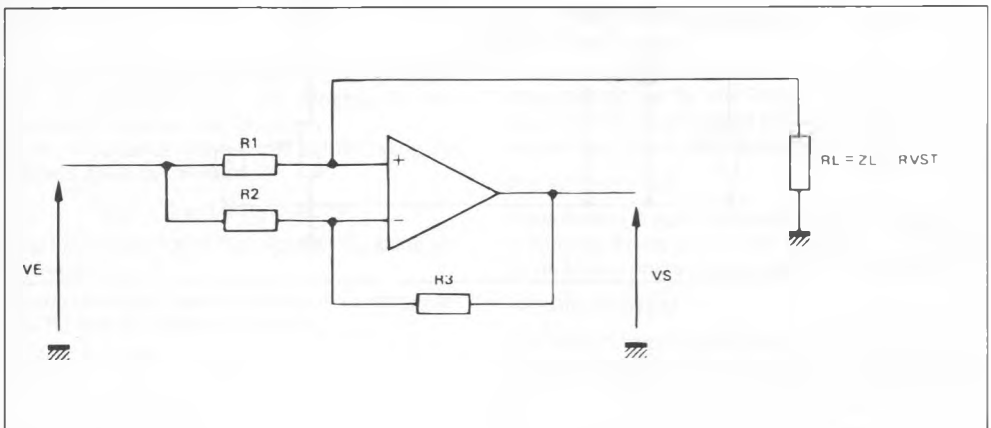 R1
+
RL = ZL RVST
R2
−
VE
R3
VS